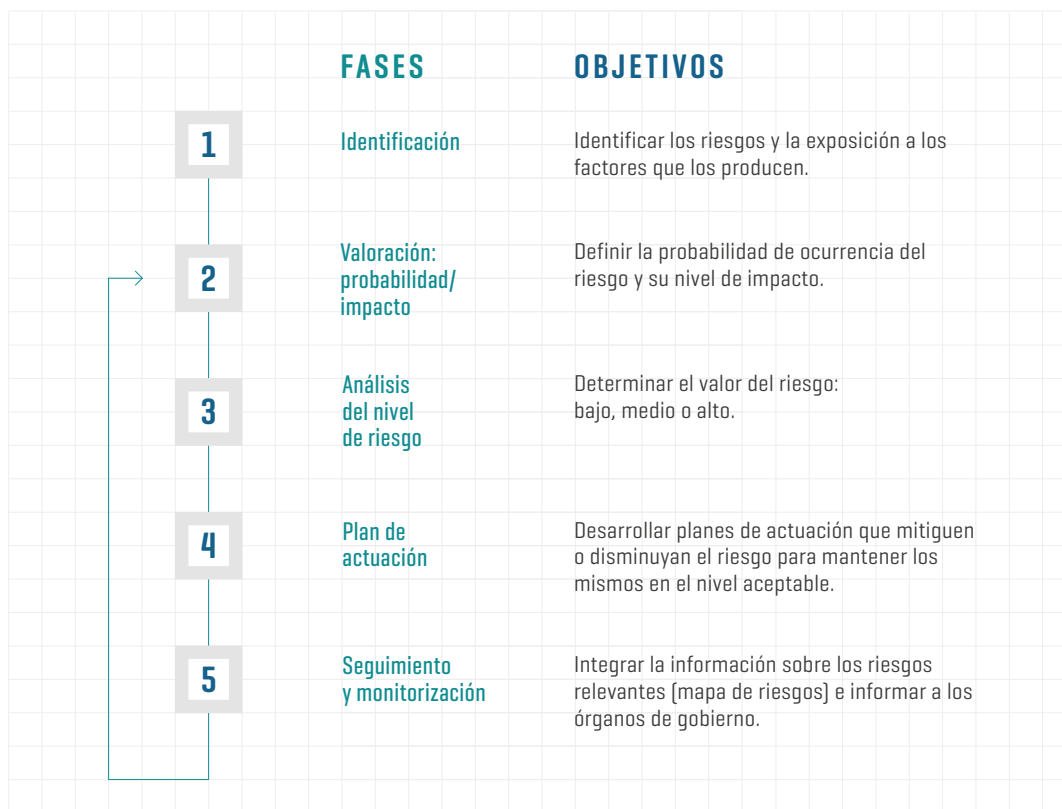 FASES
OBJETIVOS
1
Identificación
Identificar los riesgos y la exposición a los
factores que los producen.
2
Valoración:
probabilidad/
impacto
Definir la probabilidad de ocurrencia del
riesgo y su nivel de impacto.
3
Análisis
del nivel
de riesgo
Determinar el valor del riesgo:
bajo, medio o alto.
4
Plan de
actuación
Desarrollar planes de actuación que mitiguen
o disminuyan el riesgo para mantener los
mismos en el nivel aceptable.
5
Seguimiento
y monitorización
Integrar la información sobre los riesgos
relevantes (mapa de riesgos) e informar a los
órganos de gobierno.